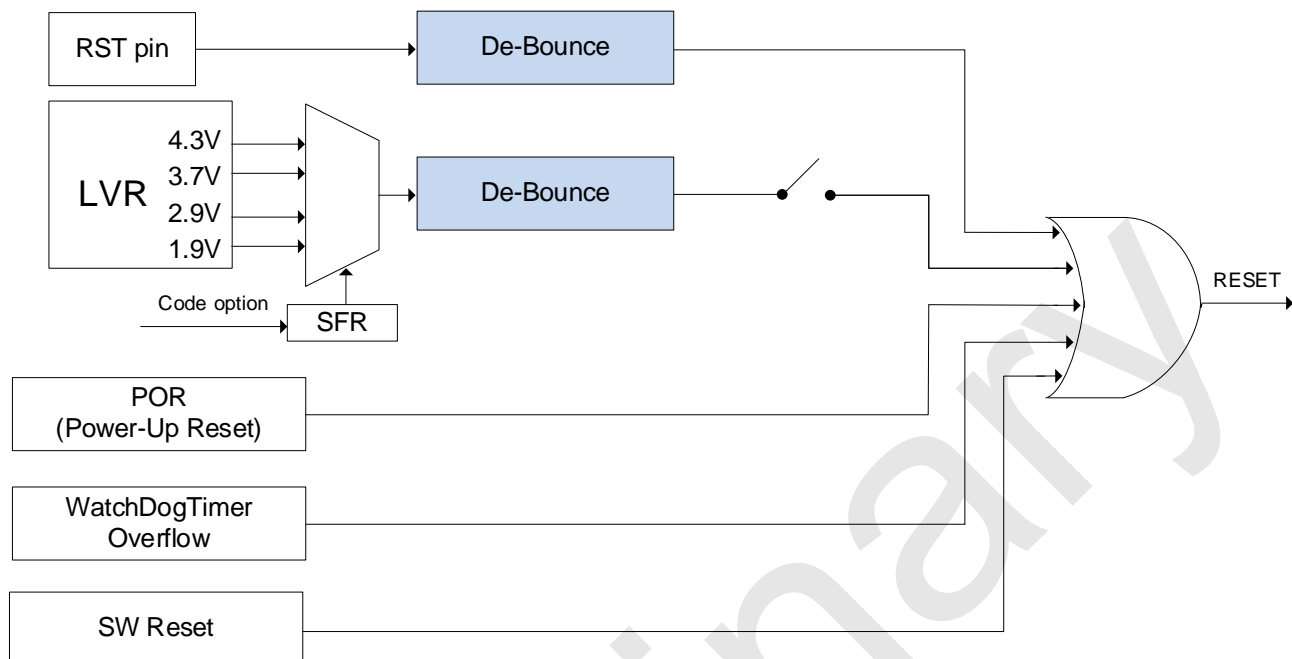 RST pin
De-Bounce
LVR
4.3V
3.7V
2.9V
1.9V
De-Bounce
Code option
SFR
RESET
POR
(Power-Up Reset)
WatchDogTimer
Overflow
SW Reset
inary